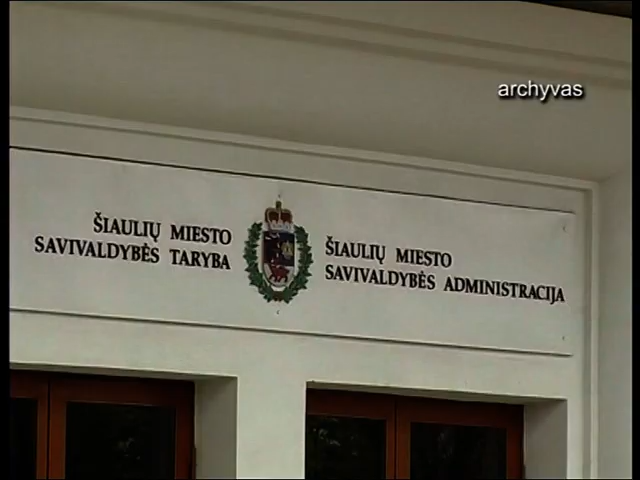 archyvas
ŠIAULIŲ MIESTO
SAVIVALDYBĖS TARYBA
ŠIAULIŲ MIESTO
SAVIVALDYBĖS ADMINISTRACIJA